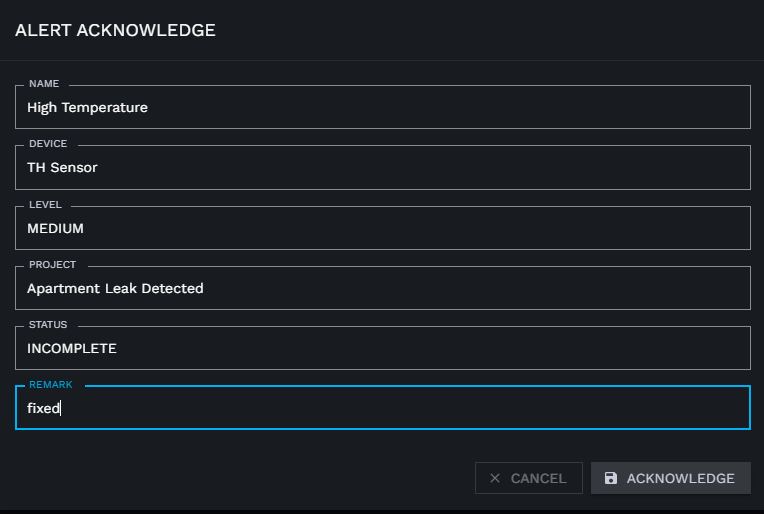 ALERT ACKNOWLEDGE
NAME
High Temperature
DEVICE
TH Sensor
LEVEL
MEDIUM
PROJECT
Apartment Leak Detected
STATUS
INCOMPLETE
REMARK
fixed
CANCEL
ACKNOWLEDGE